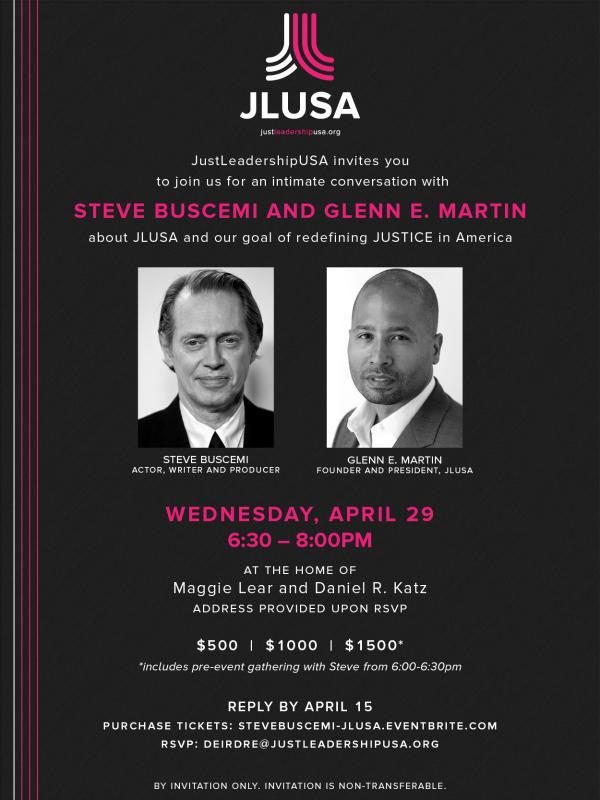 JLUSA
justleadershipusa.org
JustLeadershipUSA invites you
to join us for an intimate conversation with
STEVE BUSCEMI AND GLENN E. MARTIN
about JLUSA and our goal of redefining JUSTICE in America
STEVE BUSCEMI
ACTOR, WRITER AND PRODUCER
GLENN E. MARTIN
FOUNDER AND PRESIDENT, JLUSA
WEDNESDAY, APRIL 29
6:30 – 8:00PM
AT THE HOME OF
Maggie Lear and Daniel R. Katz
ADDRESS PROVIDED UPON RSVP
$500 | $1000 | $1500*
*includes pre-event gathering with Steve from 6:00-6:30pm
REPLY BY APRIL 15
PURCHASE TICKETS: STEVEBUSCEMI-JLUSA.EVENTBRITE.COM
RSVP: DEIRDRE@JUSTLEADERSHIPUSA.ORG
BY INVITATION ONLY. INVITATION IS NON-TRANSFERABLE.